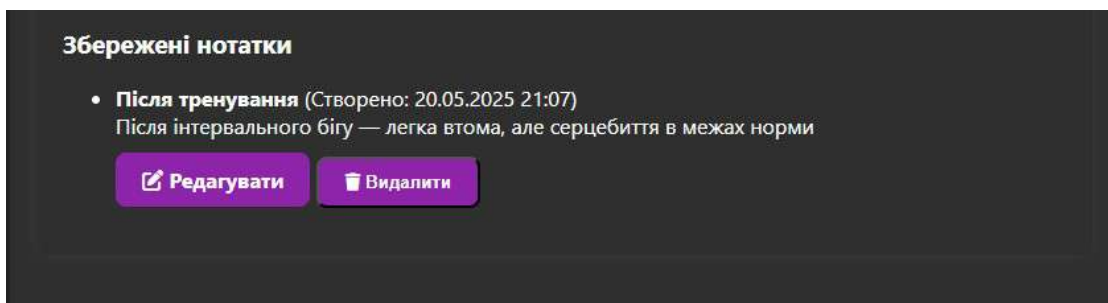 Збережені нотатки
• Після тренування (Створено: 20.05.2025 21:07)
Після інтервального бігу — легка втома, але серцебиття в межах норми
Редагувати Видалити